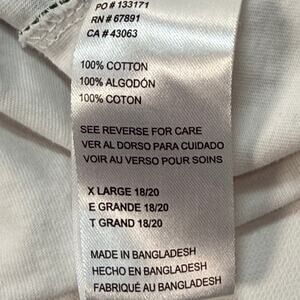 PO # 133171
RN # 67891
CA # 43063
100% COTTON
100% ALGODÓN
100% COTON
SEE REVERSE FOR CARE
VER AL DORSO PARA CUIDADO
VOIR AU VERSO POUR SOINS
X LARGE 18/20
E GRANDE 18/20
T GRAND 18/20
MADE IN BANGLADESH
HECHO EN BANGLADESH
FABRIQUÉ AU BANGLADESH